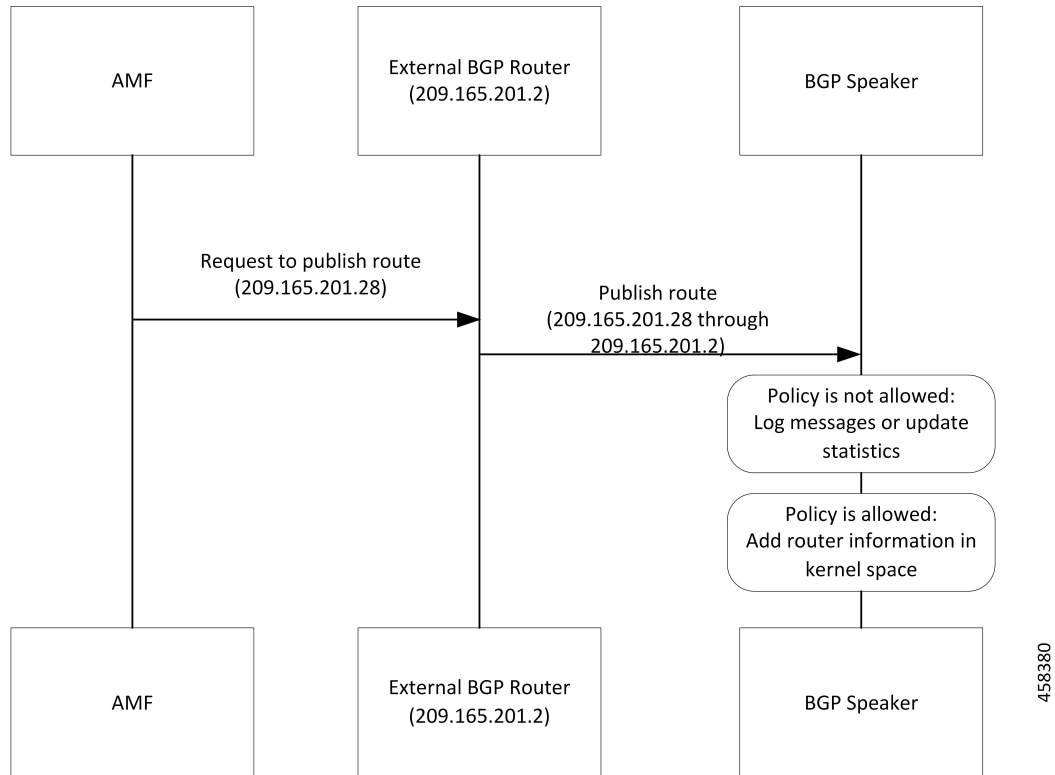 AMF
External BGP Router
(209.165.201.2)
BGP Speaker
Request to publish route
(209.165.201.28)
Publish route
(209.165.201.28 through
209.165.201.2)
Policy is not allowed:
Log messages or update
statistics
Policy is allowed:
Add router information in
kernel space
AMF
External BGP Router
(209.165.201.2)
BGP Speaker
458380